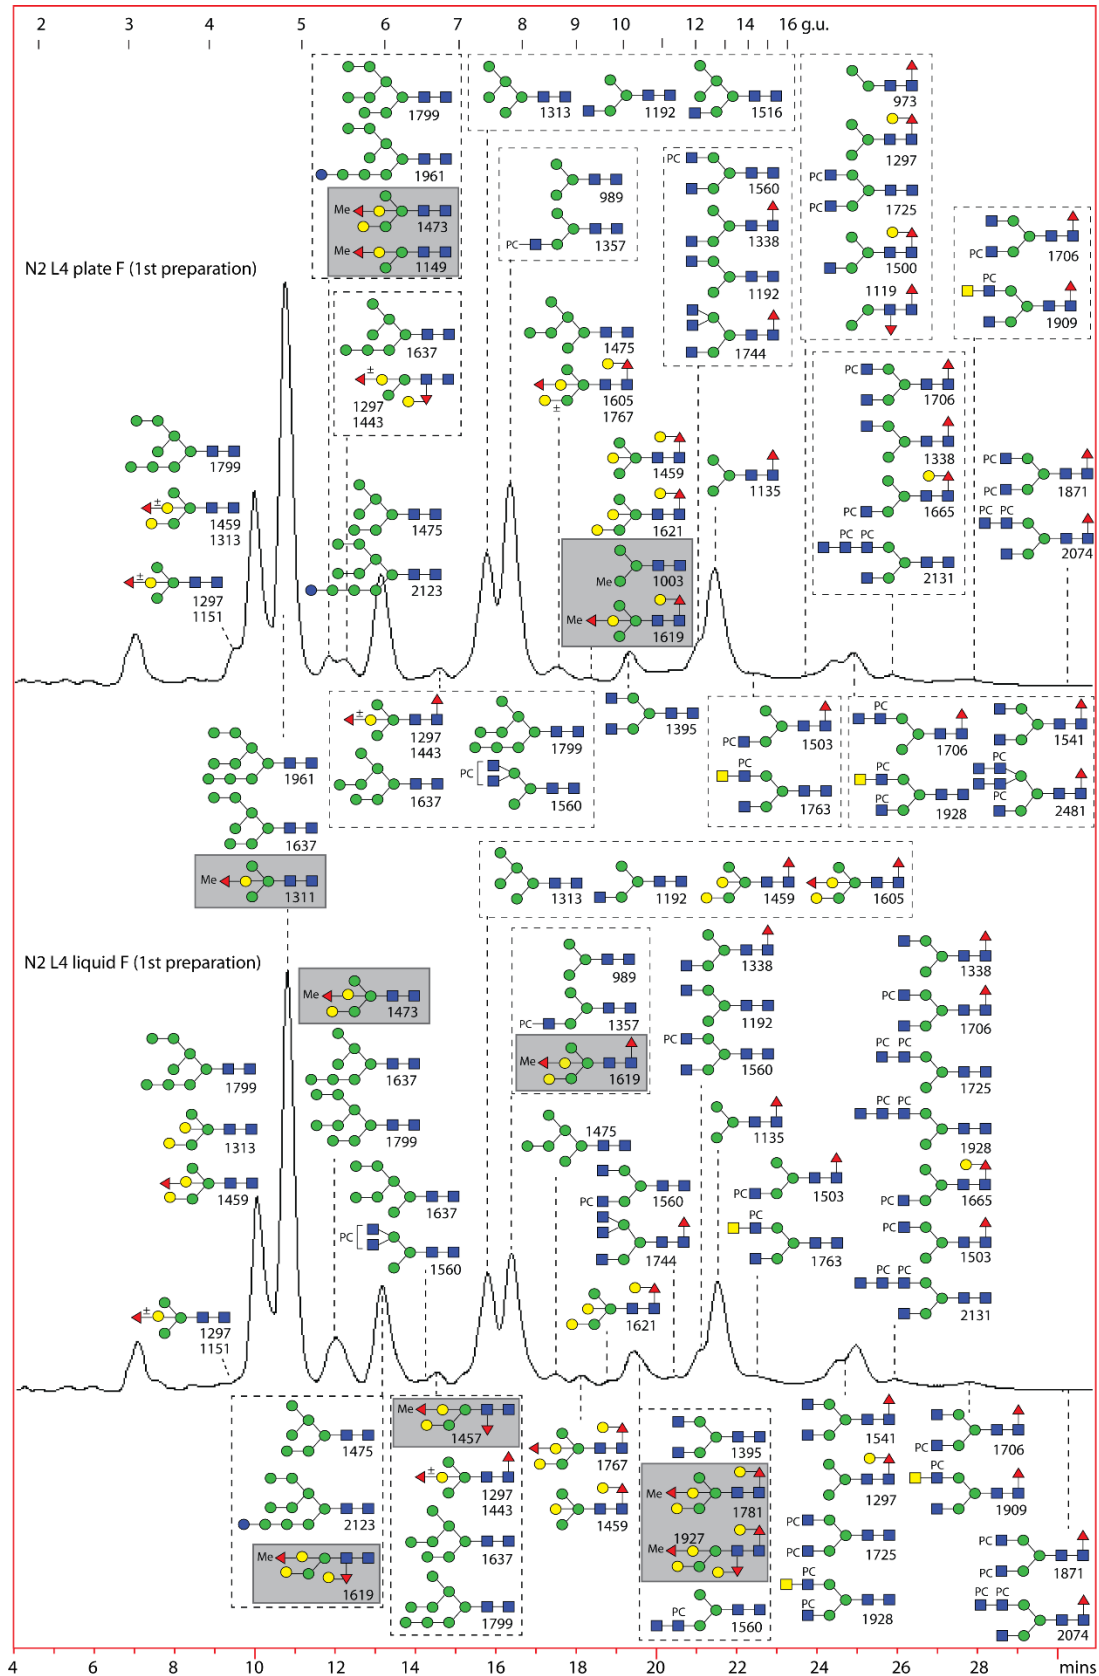 2 3 4 5 6 7 8 9 10 12 14 16 g.u.
N2 L4 plate F (1st preparation)
1799
1961
Me
1473
Me
1149
1313
1192
1516
973
1297
PC
PC
1725
1500
1119
989
PC
1357
PC
1560
1338
1192
1744
1706
PC
PC
1909
1637
±
1297
1443
1475
±
1605
1767
PC
1706
1338
1665
PC
PC PC
2131
1799
±
1459
1313
±
1297
1151
1475
2123
1459
1621
Me
1003
Me
1619
1135
PC
PC
1871
PC PC
2074
1961
1637
Me
1311
±
1297
1443
1637
1799
PC
1560
1395
1503
PC
PC
1763
PC
1706
PC
PC
1928
1541
PC
PC
2481
N2 L4 liquid F (1st preparation)
1313
1192
1459
1605
Me
1473
989
PC
1357
Me
1619
1338
1192
PC
1560
1338
PC
1706
PC PC
1725
PC PC
1928
1665
PC
PC
1503
PC PC
2131
1799
1313
1459
±
1297
1151
1637
1799
1637
PC
1560
1475
1560
PC
1744
1621
1135
1503
PC
PC
1763
1475
2123
Me
1619
Me
1457
±
1297
1443
1637
1799
1767
1459
1395
Me
1781
1927
Me
PC
1560
1541
1297
PC
PC
1725
PC
PC
1928
1706
PC
PC
1909
PC
PC
1871
PC PC
2074
4 6 8 10 12 14 16 18 20 22 24 26 28 mins